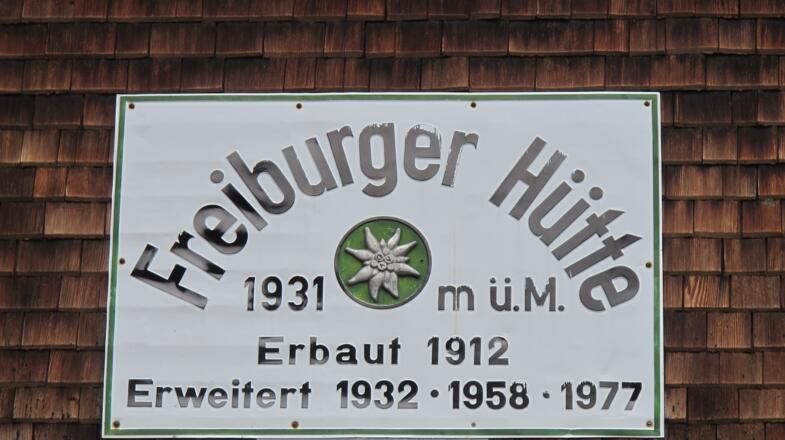 Freiburger Hütte
1931 m ü.M.
Erbaut 1912
Erweitert 1932 · 1958 · 1977